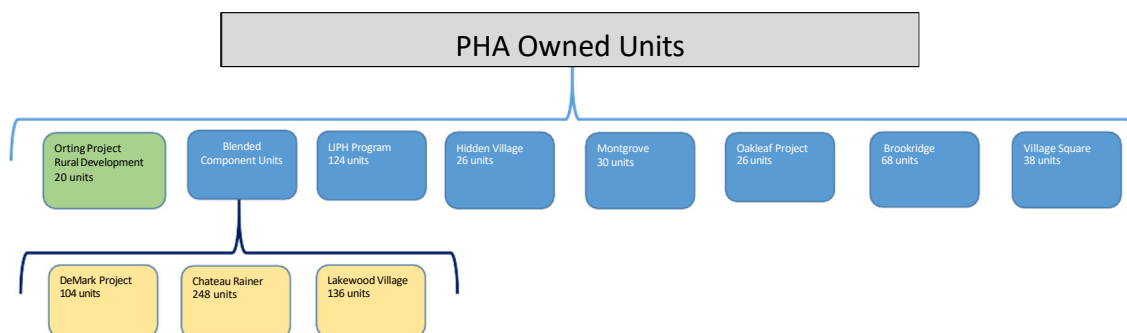 PHA Owned Units
Orting Project
Rural Development
20 units
Blended
Component Units
LIPH Program
124 units
Hidden Village
26 units
Montgrove
30 units
Oakleaf Project
26 units
Brookridge
68 units
Village Square
38 units
DeMark Project
104 units
Chateau Rainer
248 units
Lakewood Village
136 units